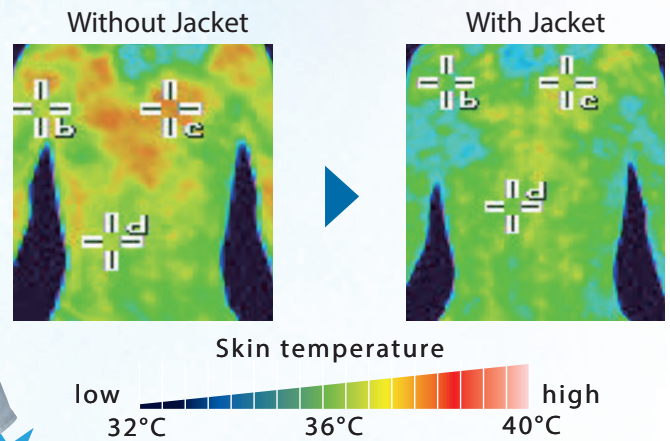 Without Jacket
With Jacket
b
c
d
b
c
d
Skin temperature
low
high
32°C
36°C
40°C